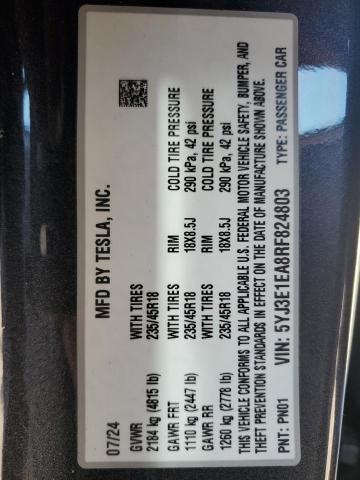 MFD BY TESLA, INC.
07/24
GVWR WITH TIRES RIM COLD TIRE PRESSURE
2184 kg (4815 lb) 235/45R18 18X8.5J 290 kPa, 42 psi
GAWR FRT WITH TIRES RIM COLD TIRE PRESSURE
1110 kg (2447 lb) 235/45R18 18X8.5J 290 kPa, 42 psi
GAWR RR WITH TIRES
1260 kg (2778 lb) 235/45R18
THIS VEHICLE CONFORMS TO ALL APPLICABLE U.S. FEDERAL MOTOR VEHICLE SAFETY, BUMPER, AND
THEFT PREVENTION STANDARDS IN EFFECT ON THE DATE OF MANUFACTURE SHOWN ABOVE.
PNT: PN01 VIN: 5YJ3E1EA8RF824803 TYPE: PASSENGER CAR